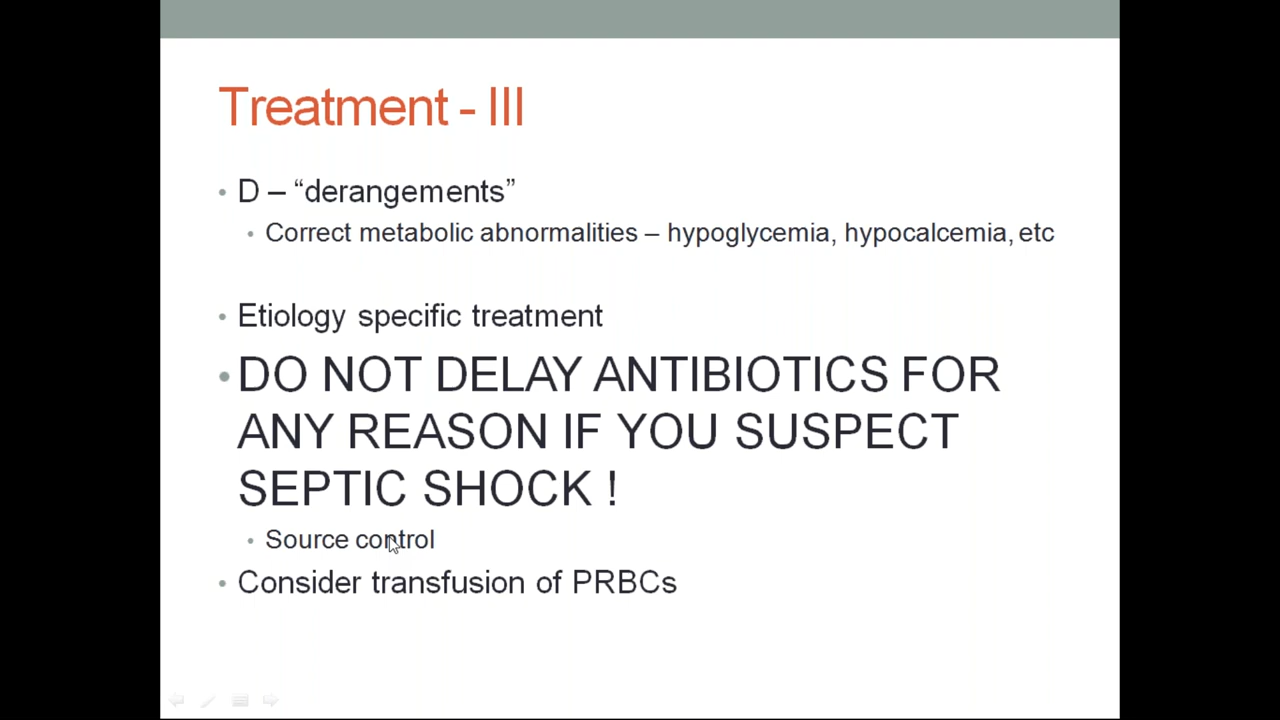 Treatment - III
• D – “derangements”
• Correct metabolic abnormalities – hypoglycemia, hypocalcemia, etc
• Etiology specific treatment
• DO NOT DELAY ANTIBIOTICS FOR
ANY REASON IF YOU SUSPECT
SEPTIC SHOCK !
• Source control
• Consider transfusion of PRBCs